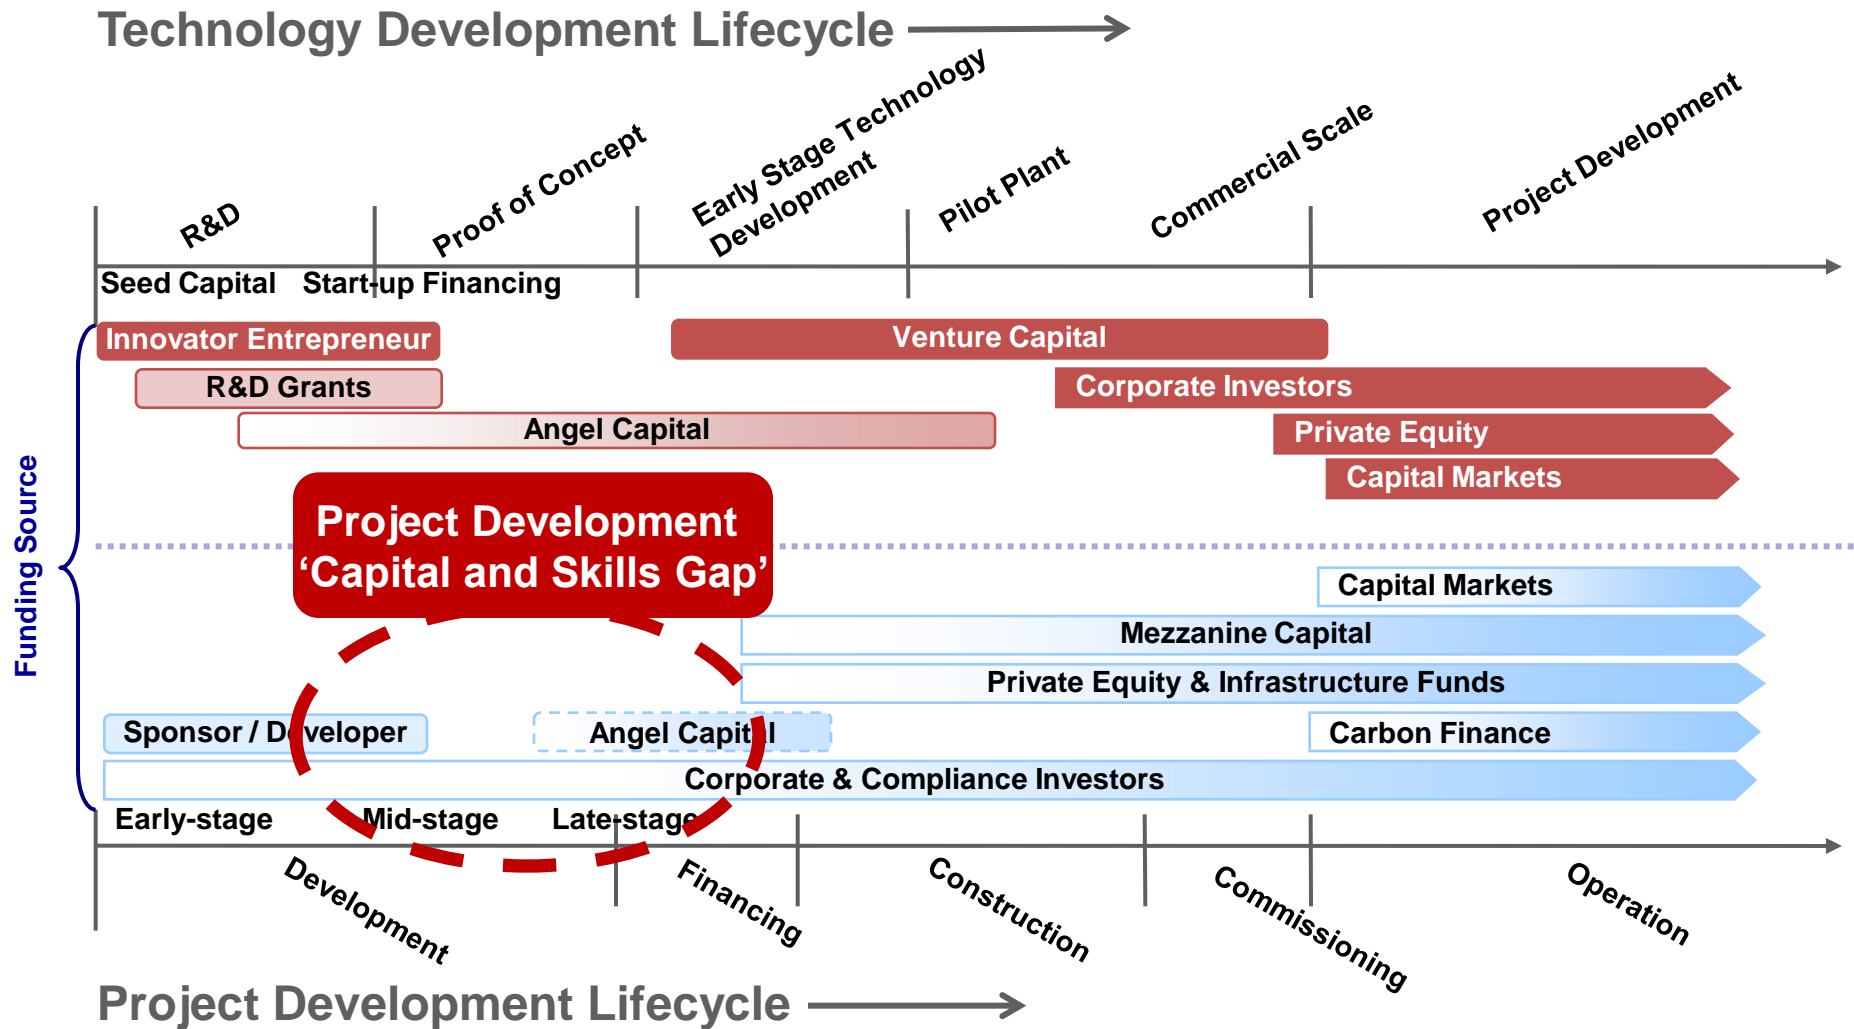 Technology Development Lifecycle
R&D
Proof of Concept
Early Stage Technology
Development
Pilot Plant
Commercial Scale
Project Development
Seed Capital
Start-up Financing
Innovator Entrepreneur
Venture Capital
R&D Grants
Corporate Investors
Angel Capital
Private Equity
Capital Markets
Funding Source
Project Development
‘Capital and Skills Gap’
Capital Markets
Mezzanine Capital
Private Equity & Infrastructure Funds
Sponsor / Developer
Angel Capital
Carbon Finance
Corporate & Compliance Investors
Early-stage
Mid-stage
Late-stage
Development
Financing
Construction
Commissioning
Operation
Project Development Lifecycle